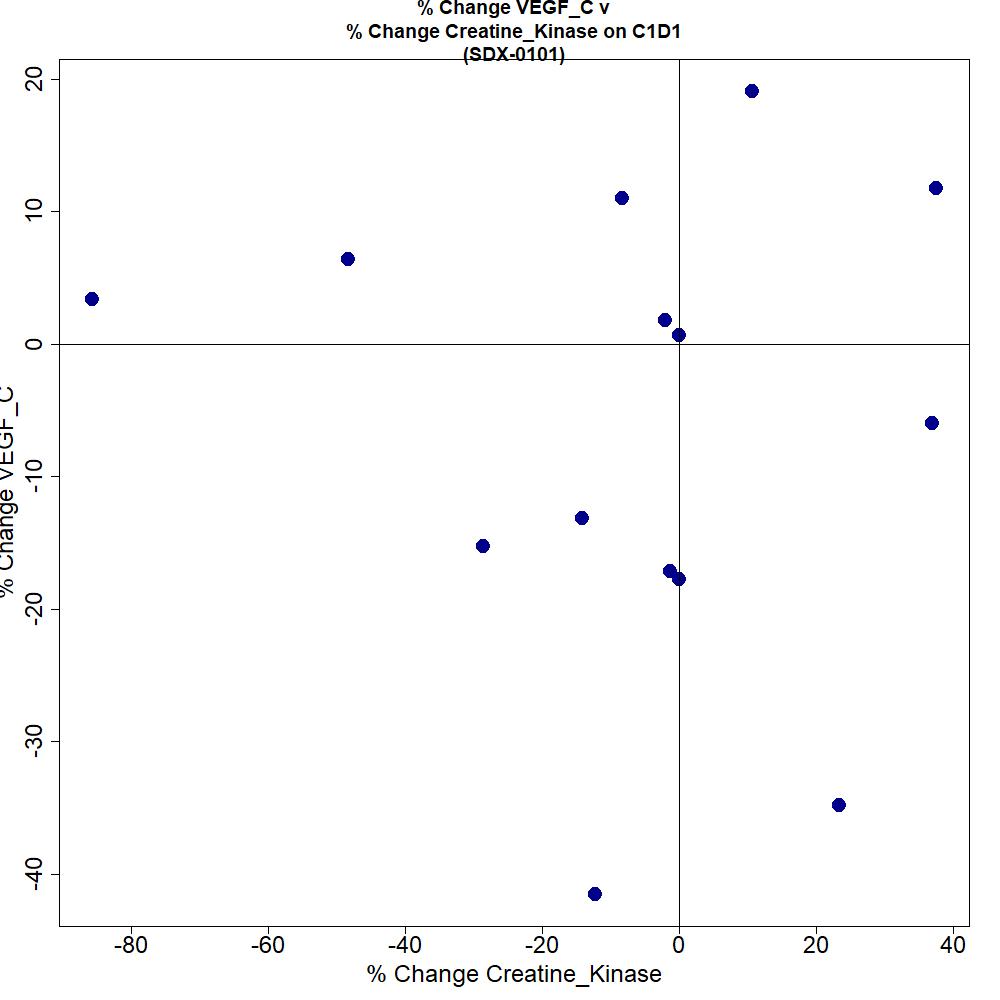 % Change VEGF_C v
% Change Creatine_Kinase on C1D1
(SDX-0101)
% Change VEGF_C
20
10
0
-10
-20
-30
-40
-80
-60
-40
-20
0
20
40
% Change Creatine_Kinase